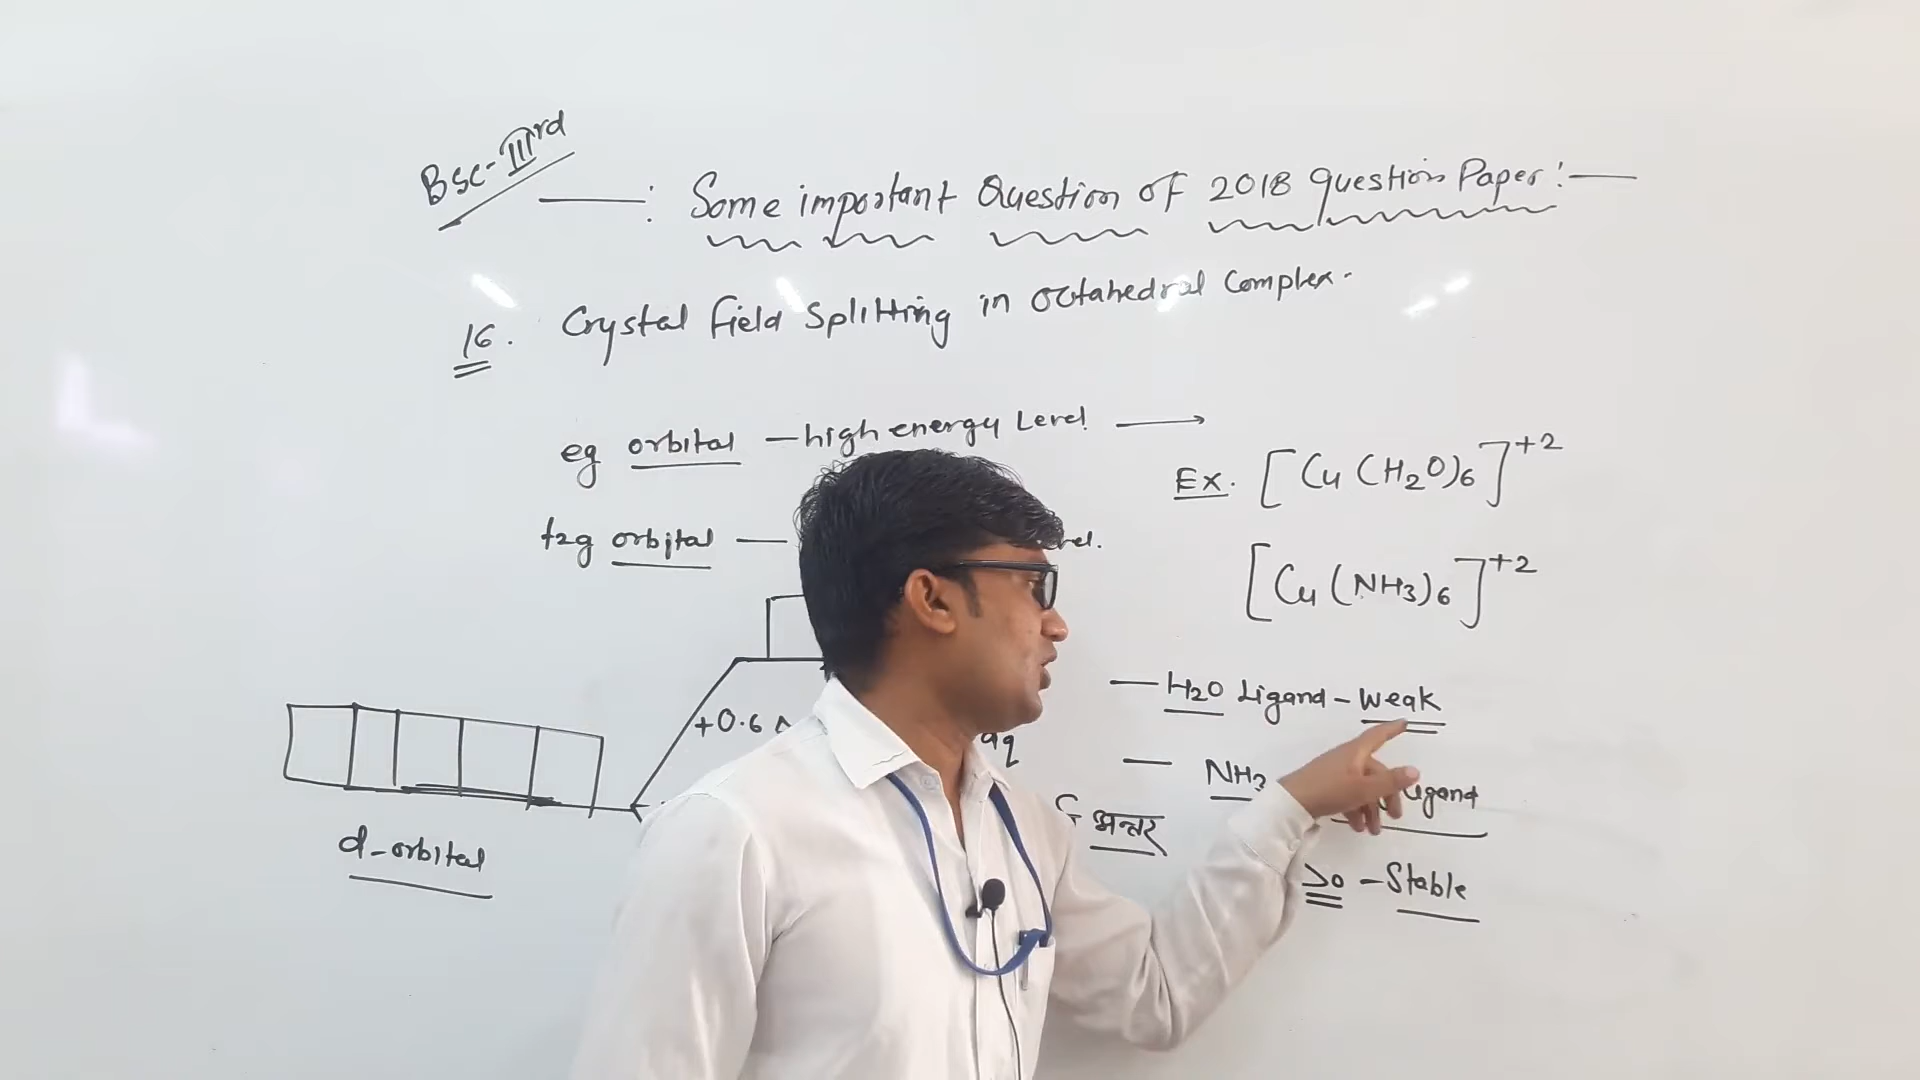 BSC-IIIrd
Some important Question of 2018 question Paper:-
16. Crystal field Splitting in octahedral Complex.
eg orbital - high energy Level
t2g orbital -
Ex. [Cu(H2O)6]+2
[Cu(NH3)6]+2
H2O Ligand - Weak
NH3
+0.6
अन्तर
>0 - Stable
d-orbital